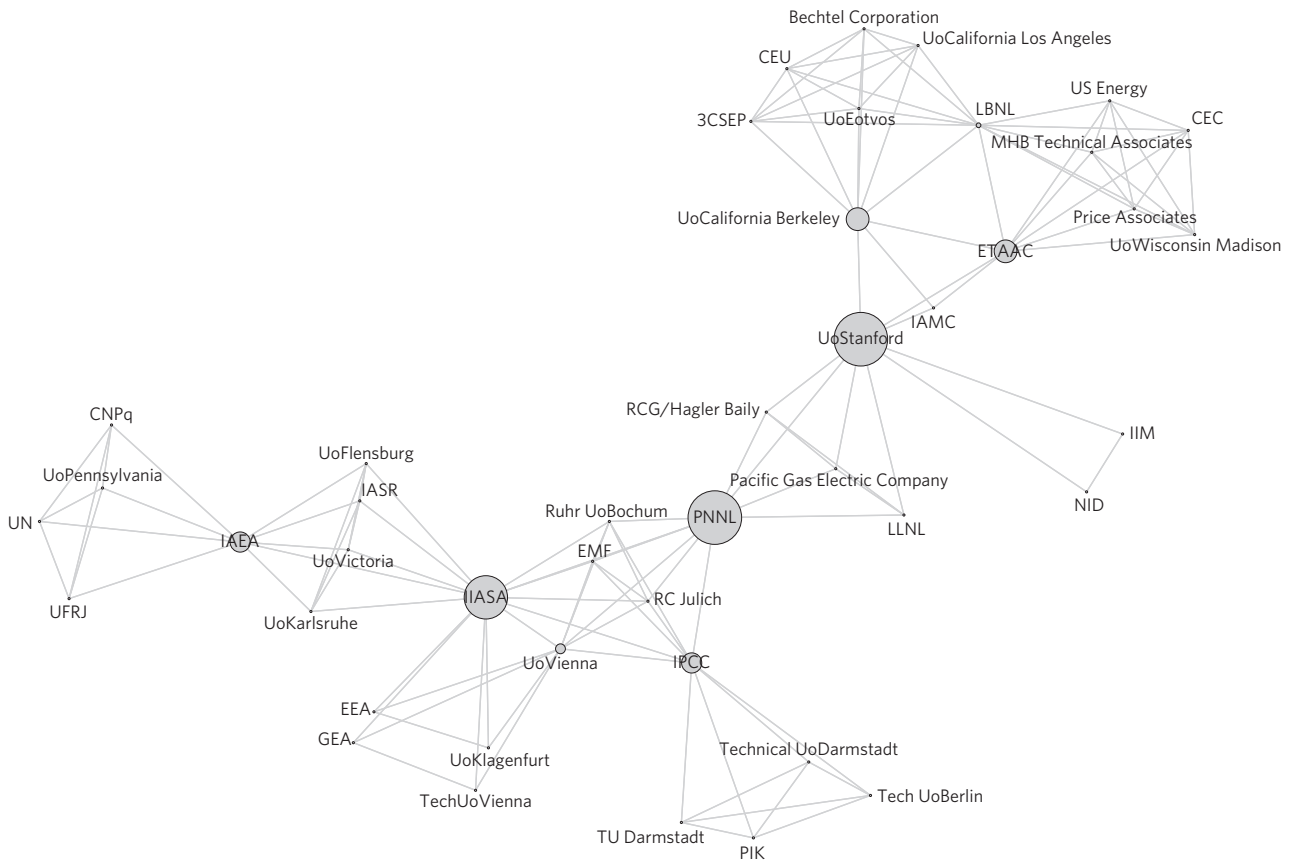 Bechtel Corporation
UoCalifornia Los Angeles
CEU
US Energy
LBNL
3CSEP
UoEotvos
CEC
MHB Technical Associates
UoCalifornia Berkeley
Price Associates
UoWisconsin Madison
ETAAC
IAMC
UoStanford
RCG/Hagler Baily
CNPq
IIM
UoFlensburg
UoPennsylvania
Pacific Gas Electric Company
IASR
NID
Ruhr UoBochum
PNNL
UN
LLNL
IAEA
EMF
UoVictoria
IIASA
RC Julich
UFRJ
UoKarlsruhe
UoVienna
IPCC
EEA
GEA
Technical UoDarmstadt
UoKlagenfurt
Tech UoBerlin
TechUoVienna
TU Darmstadt
PIK